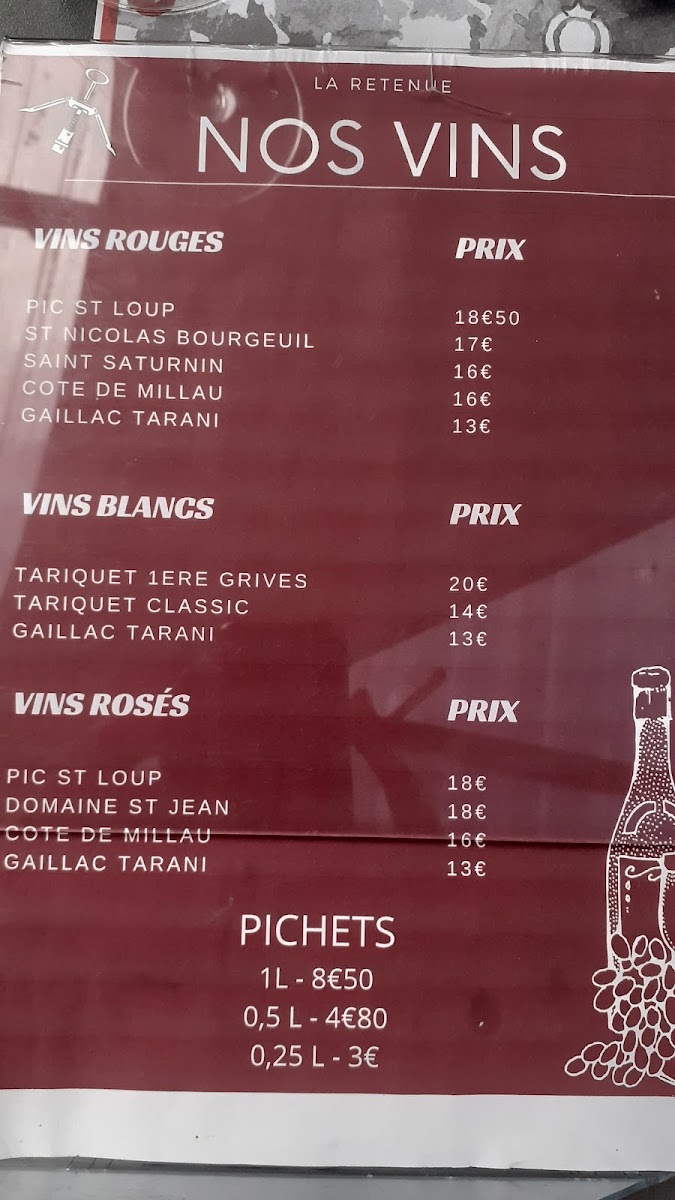 LA RETENUE
NOS VINS
VINS ROUGES PRIX
PIC ST LOUP 18€50
ST NICOLAS BOURGEUIL 17€
SAINT SATURNIN 16€
COTE DE MILLAU 16€
GAILLAC TARANI 13€
VINS BLANCS PRIX
TARIQUET 1ERE GRIVES 20€
TARIQUET CLASSIC 14€
GAILLAC TARANI 13€
VINS ROSÉS PRIX
PIC ST LOUP 18€
DOMAINE ST JEAN 18€
COTE DE MILLAU 16€
GAILLAC TARANI 13€
PICHETS
1L - 8€50
0,5 L - 4€80
0,25 L - 3€